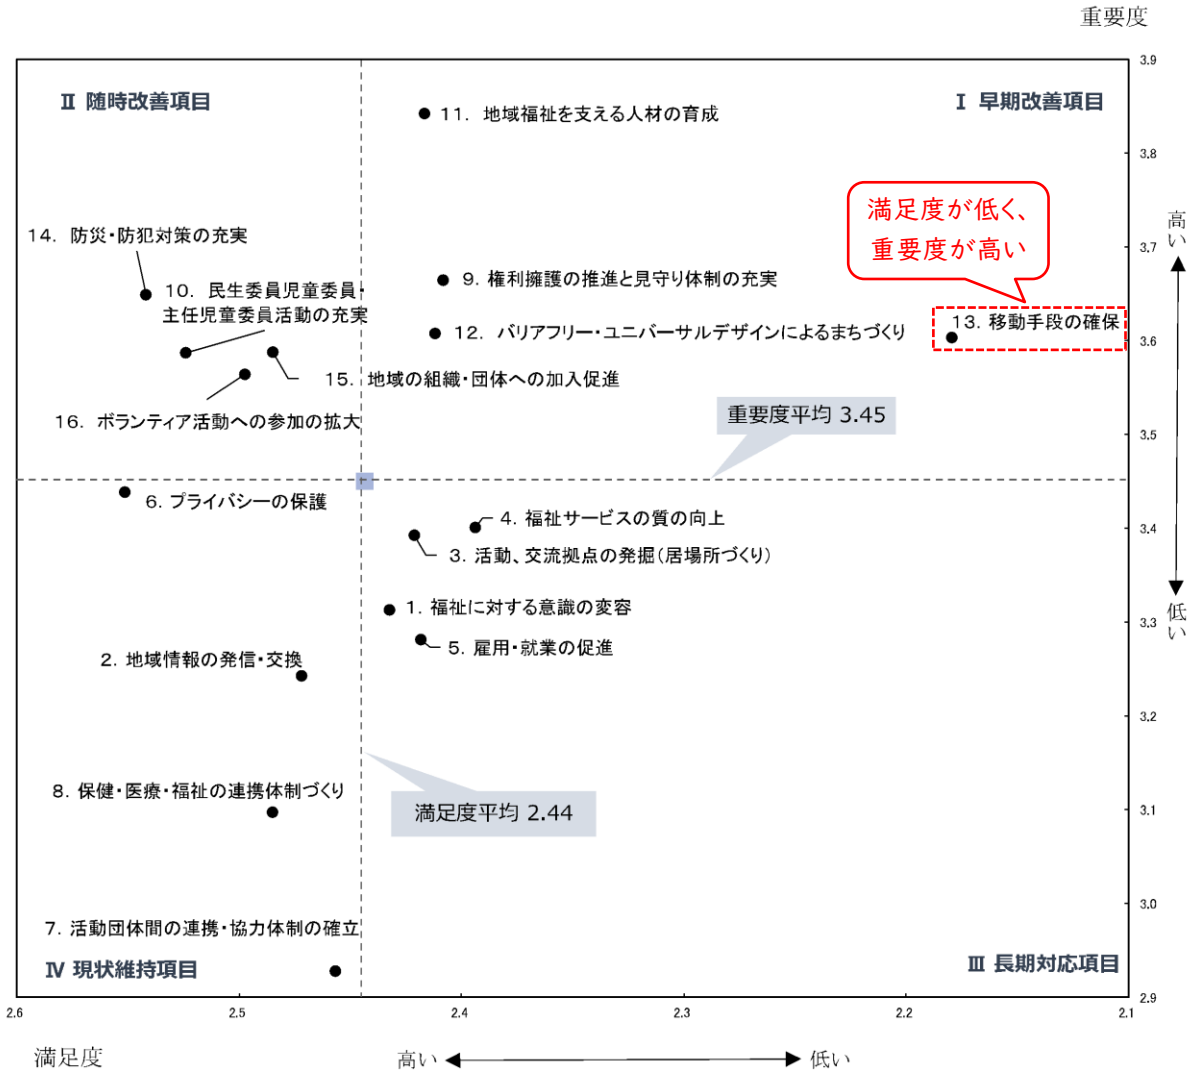 重要度
Ⅱ 随時改善項目
Ⅰ 早期改善項目
11. 地域福祉を支える人材の育成
満足度が低く、
重要度が高い
14. 防災・防犯対策の充実
10. 民生委員児童委員・
主任児童委員活動の充実
9. 権利擁護の推進と見守り体制の充実
12. バリアフリー・ユニバーサルデザインによるまちづくり
13. 移動手段の確保
15. 地域の組織・団体への加入促進
16. ボランティア活動への参加の拡大
重要度平均 3.45
6. プライバシーの保護
4. 福祉サービスの質の向上
3. 活動、交流拠点の発掘(居場所づくり)
1. 福祉に対する意識の変容
5. 雇用・就業の促進
2. 地域情報の発信・交換
8. 保健・医療・福祉の連携体制づくり
満足度平均 2.44
7. 活動団体間の連携・協力体制の確立
Ⅳ 現状維持項目
Ⅲ 長期対応項目
3.9
3.8
3.7
3.6
3.5
3.4
3.3
3.2
3.1
3.0
2.9
高い
低い
2.6
2.5
2.4
2.3
2.2
2.1
満足度
高い
低い